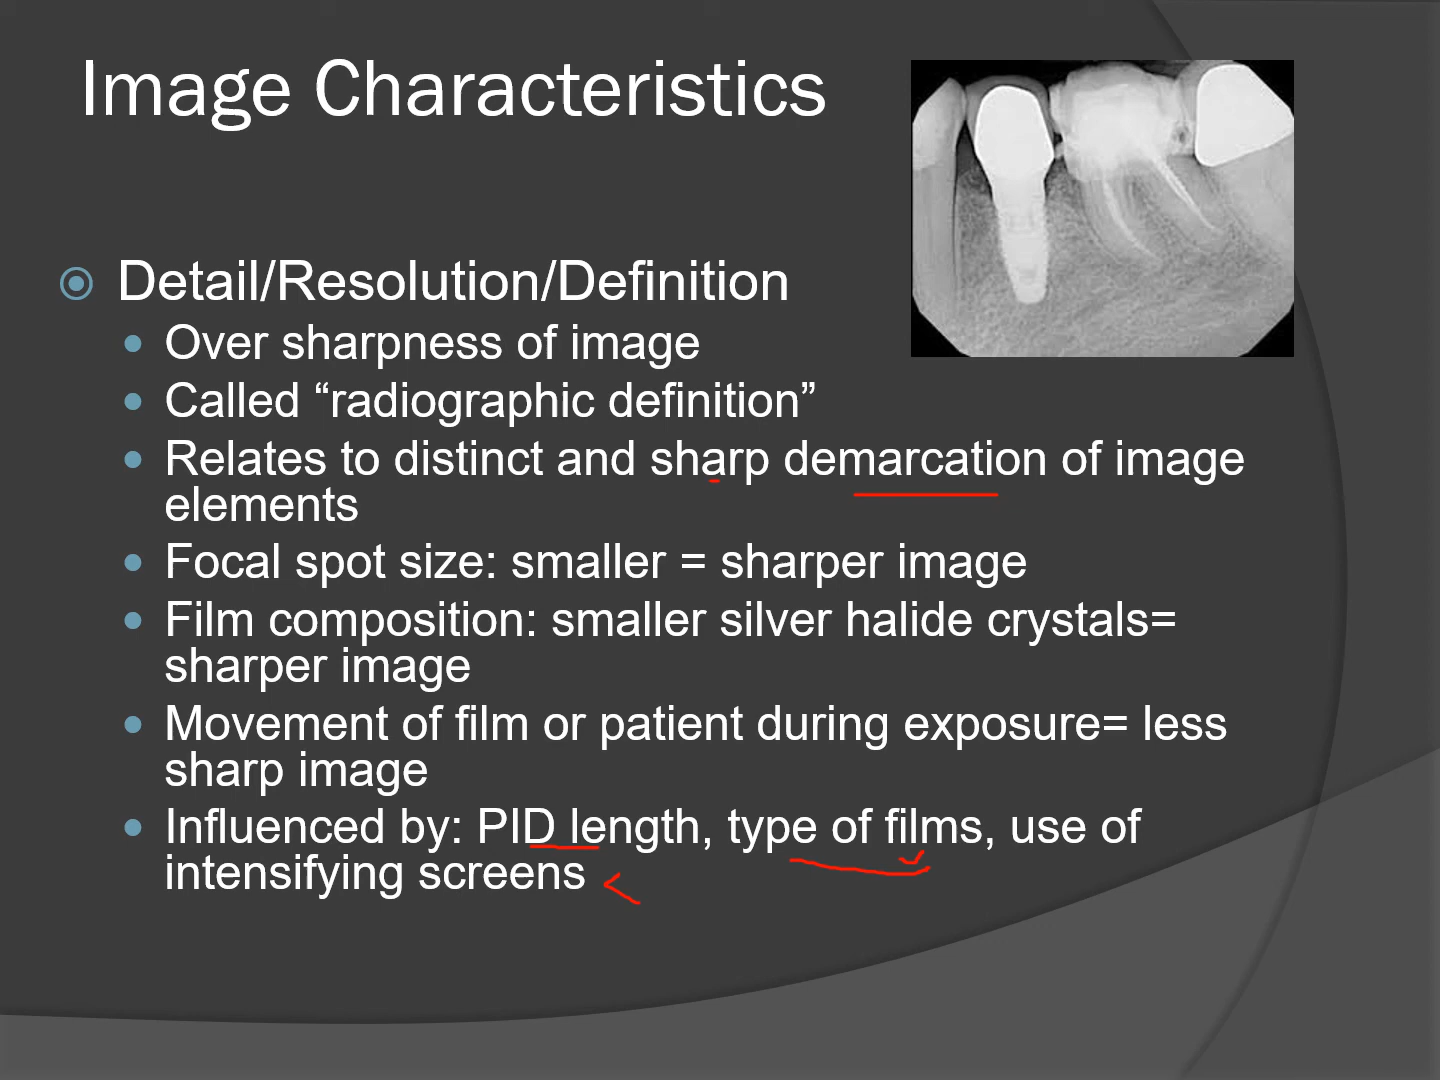 Image Characteristics
Detail/Resolution/Definition
Over sharpness of image
Called “radiographic definition”
Relates to distinct and sharp demarcation of image
elements
Focal spot size: smaller = sharper image
Film composition: smaller silver halide crystals=
sharper image
Movement of film or patient during exposure= less
sharp image
Influenced by: PID length, type of films, use of
intensifying screens